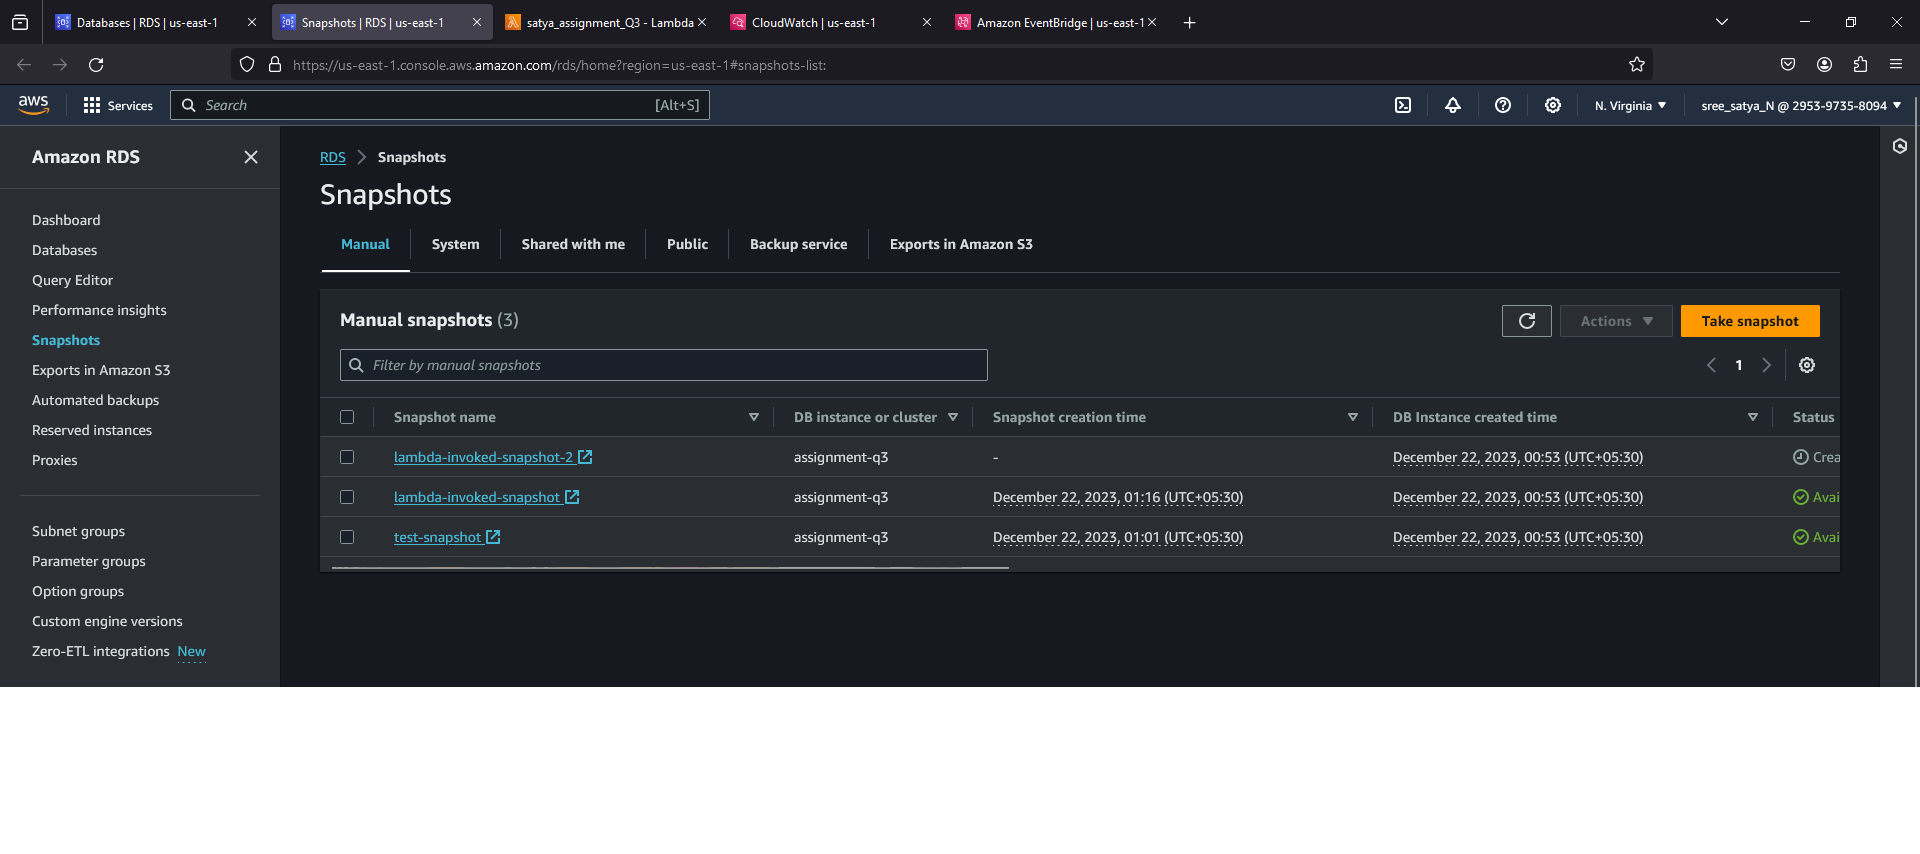 Databases | RDS | us-east-1
Snapshots | RDS | us-east-1
satya_assignment_Q3 - Lambda
CloudWatch | us-east-1
Amazon EventBridge | us-east-1
https://us-east-1.console.aws.amazon.com/rds/home?region=us-east-1#snapshots-list:
aws
Services
Search
[Alt+S]
N. Virginia
sree_satya_N @ 2953-9735-8094
Amazon RDS
Dashboard
Databases
Query Editor
Performance insights
Snapshots
Exports in Amazon S3
Automated backups
Reserved instances
Proxies
Subnet groups
Parameter groups
Option groups
Custom engine versions
Zero-ETL integrations New
RDS > Snapshots
Snapshots
Manual
System
Shared with me
Public
Backup service
Exports in Amazon S3
Manual snapshots (3)
Actions
Take snapshot
Filter by manual snapshots
1
Snapshot name
DB instance or cluster
Snapshot creation time
DB Instance created time
Status
lambda-invoked-snapshot-2
assignment-q3
-
December 22, 2023, 00:53 (UTC+05:30)
Crea
lambda-invoked-snapshot
assignment-q3
December 22, 2023, 01:16 (UTC+05:30)
December 22, 2023, 00:53 (UTC+05:30)
Avai
test-snapshot
assignment-q3
December 22, 2023, 01:01 (UTC+05:30)
December 22, 2023, 00:53 (UTC+05:30)
Avai